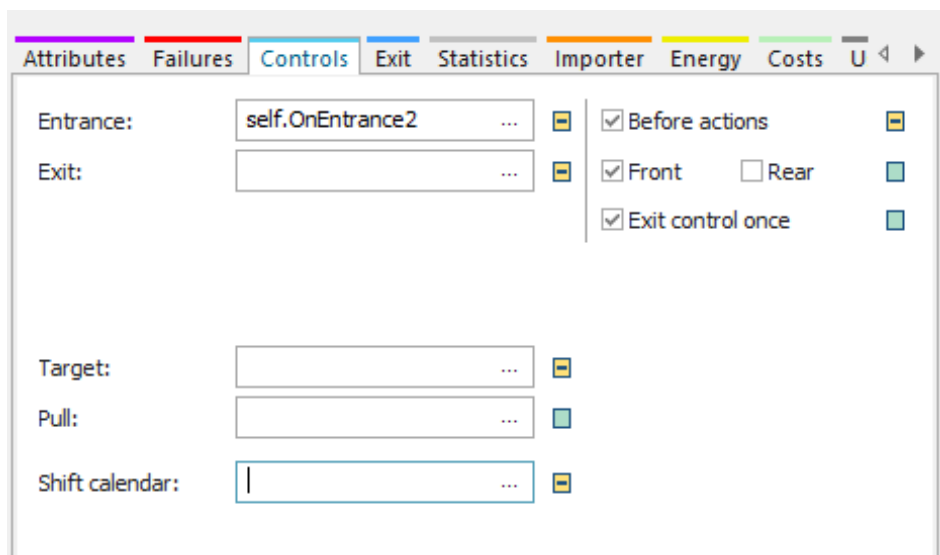 Attributes Failures Controls Exit Statistics Importer Energy Costs U
Entrance: self.OnEntrance2 ... Before actions
Exit: ... Front Rear
Exit control once
Target: ...
Pull: ...
Shift calendar: ...